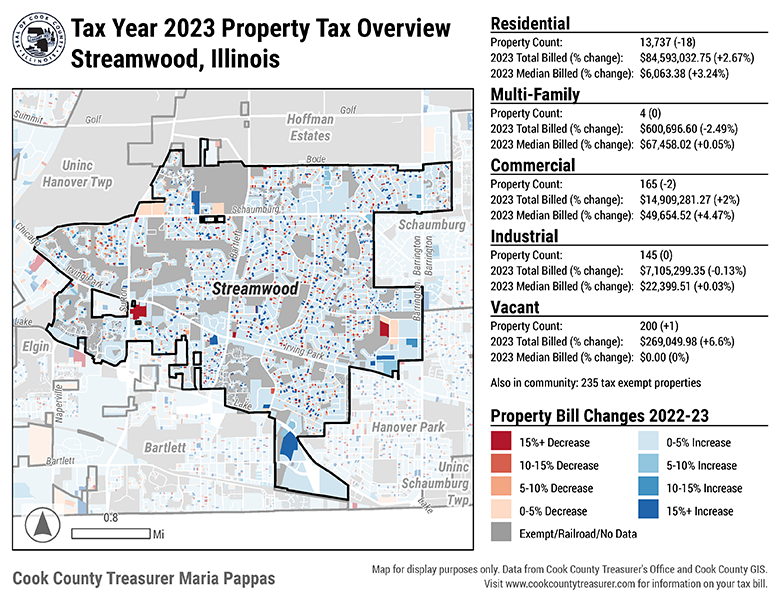 Tax Year 2023 Property Tax Overview
Streamwood, Illinois
Residential
Property Count: 13,737 (-18)
2023 Total Billed (% change): $84,593,032.75 (+2.67%)
2023 Median Billed (% change): $6,063.38 (+3.24%)
Multi-Family
Property Count: 4 (0)
2023 Total Billed (% change): $600,696.60 (-2.49%)
2023 Median Billed (% change): $67,458.02 (+0.05%)
Commercial
Property Count: 165 (-2)
2023 Total Billed (% change): $14,909,281.27 (+2%)
2023 Median Billed (% change): $49,654.52 (+4.47%)
Industrial
Property Count: 145 (0)
2023 Total Billed (% change): $7,105,299.35 (-0.13%)
2023 Median Billed (% change): $22,399.51 (+0.03%)
Vacant
Property Count: 200 (+1)
2023 Total Billed (% change): $269,049.98 (+6.6%)
2023 Median Billed (% change): $0.00 (0%)
Also in community: 235 tax exempt properties
Property Bill Changes 2022-23
15%+ Decrease
10-15% Decrease
5-10% Decrease
0-5% Decrease
Exempt/Railroad/No Data
0-5% Increase
5-10% Increase
10-15% Increase
15%+ Increase
Summit
Golf
Golf
Hoffman
Estates
Bode
Uninc
Hanover Twp
Schaumburg
Schaumburg
Chicago
Bartlett
Barrington
Barrington
Irving Park
Sutton
Streamwood
Barrington
Barrington
Lake
Elgin
Irving Park
Naperville
Lake
Hanover Park
Bartlett
Bartlett
Uninc
Schaumburg
Twp
Lake
0.8
Mi
Cook County Treasurer Maria Pappas
Map for display purposes only. Data from Cook County Treasurer's Office and Cook County GIS.
Visit www.cookcountytreasurer.com for information on your tax bill.